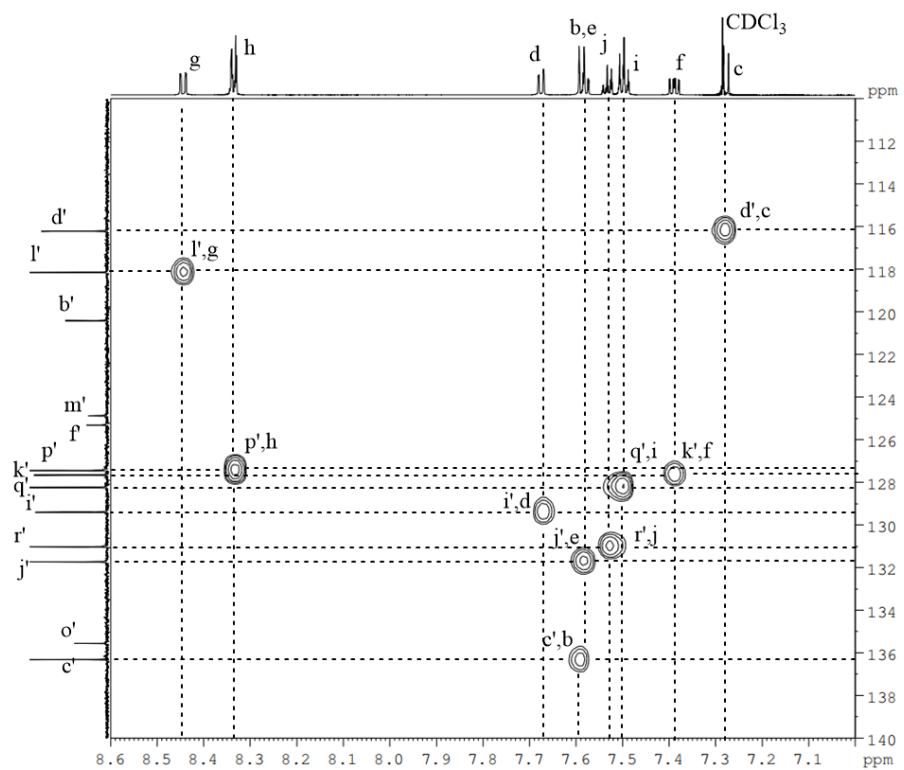 b,e
CDCl3
g
h
d
j
i
f
c
ppm
112
d'
d',c
114
116
l'
l',g
118
b'
120
122
m'
124
f'
p'
p',h
q',i
k',f
126
k'
q'
128
i'
i',d
r'
j',e
r',j
130
j'
132
o'
c',b
134
c'
136
138
140
8.6 8.5 8.4 8.3 8.2 8.1 8.0 7.9 7.8 7.7 7.6 7.5 7.4 7.3 7.2 7.1 ppm